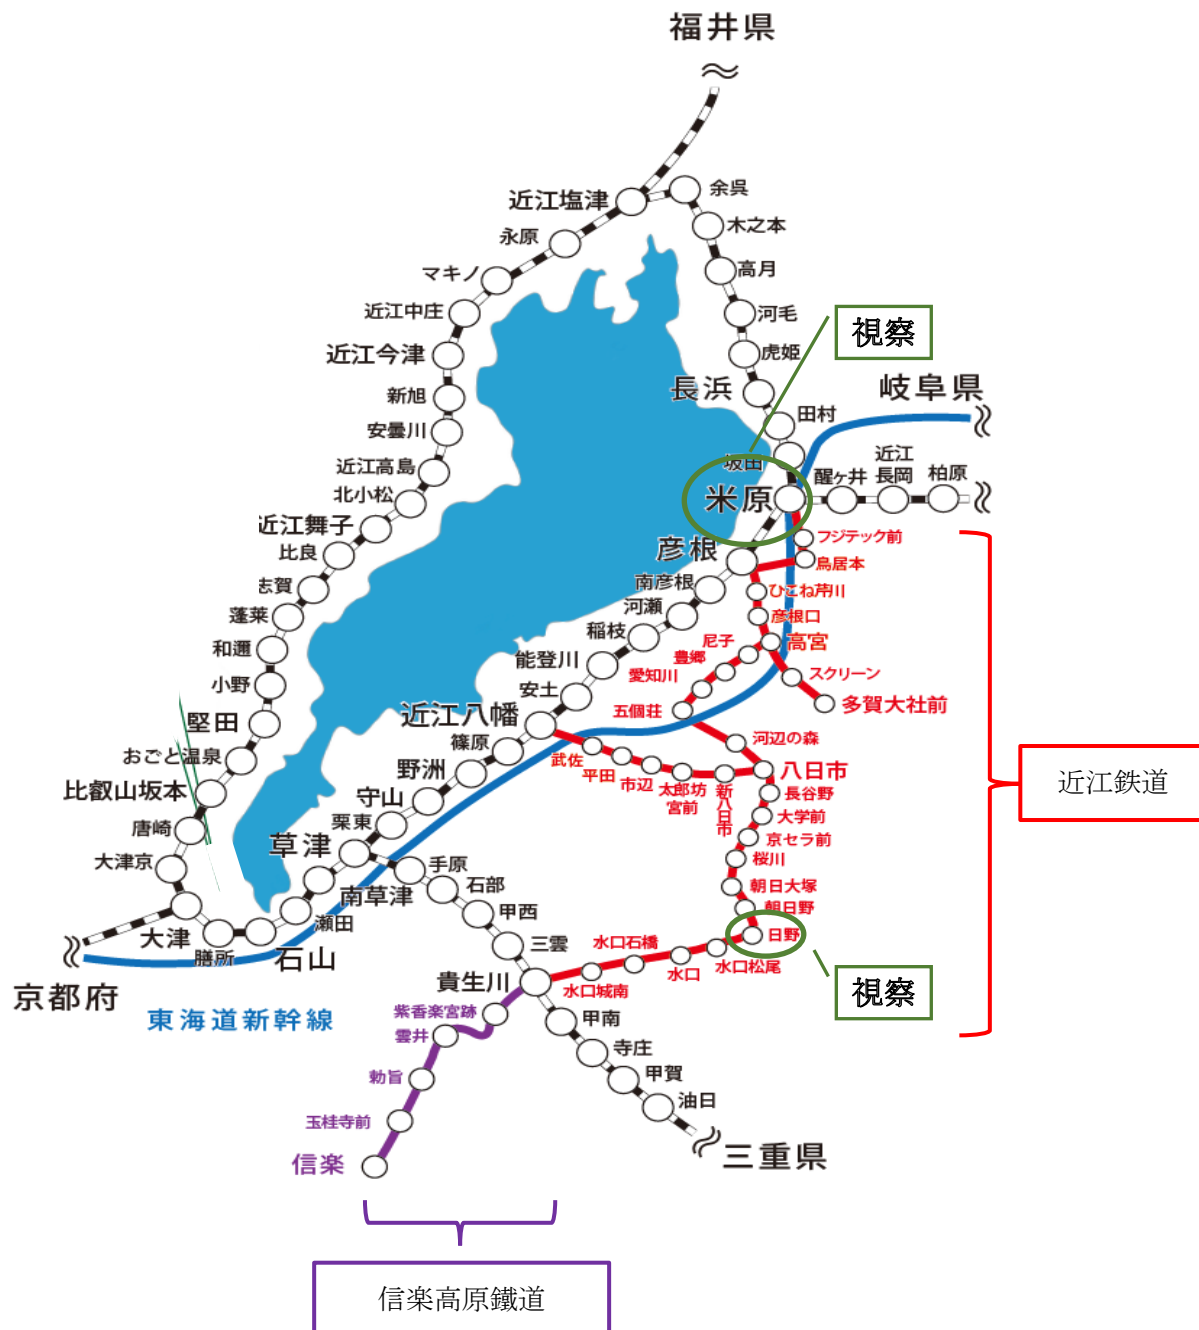 福井県
近江塩津
余呉
木之本
永原
高月
マキノ
河毛
近江中庄
視察
虎姫
近江今津
長浜
岐阜県
新旭
田村
安曇川
坂田
近江高島
醒ヶ井
近江
長岡
柏原
北小松
米原
近江舞子
フジテック前
彦根
鳥居本
比良
南彦根
ひこね芹川
志賀
河瀬
彦根口
蓬莱
稲枝
尼子
高宮
和邇
豊郷
能登川
愛知川
スクリーン
小野
安土
多賀大社前
堅田
近江八幡
五個荘
おごと温泉
篠原
河辺の森
武佐
比叡山坂本
野洲
平田
市辺
太郎坊
宮前
新八日市
八日市
近江鉄道
守山
長谷野
唐崎
栗東
大学前
草津
京セラ前
大津京
手原
桜川
南草津
石部
朝日大塚
瀬田
甲西
朝日野
大津
膳所
石山
三雲
水口石橋
日野
水口
水口松尾
貴生川
水口城南
視察
京都府
東海道新幹線
紫香楽宮跡
甲南
雲井
寺庄
勅旨
甲賀
玉桂寺前
油日
信楽
三重県
信楽高原鐵道